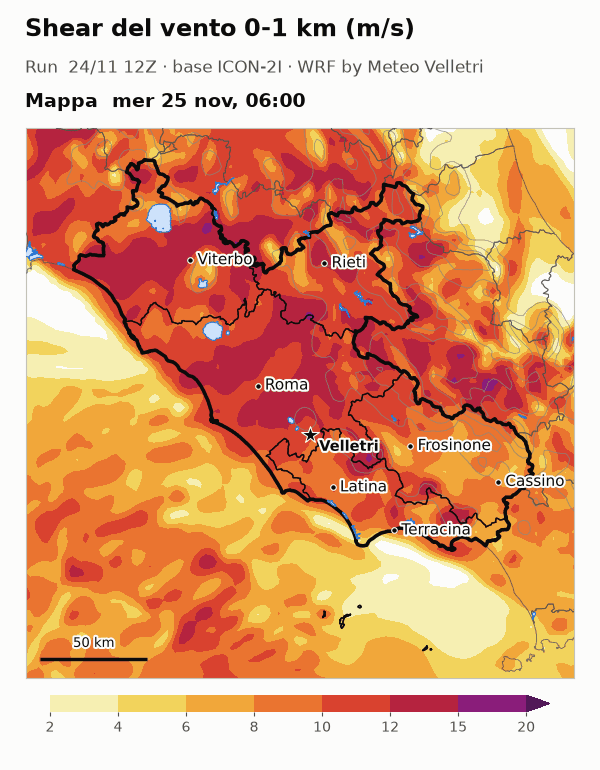 Shear del vento 0-1 km (m/s)
Run  24/11 12Z · base ICON-2I · WRF by Meteo Velletri
Mappa  mer 25 nov, 06:00
Viterbo
Rieti
Roma
Velletri
Frosinone
Latina
Cassino
Terracina
50 km
2 4 6 8 10 12 15 20